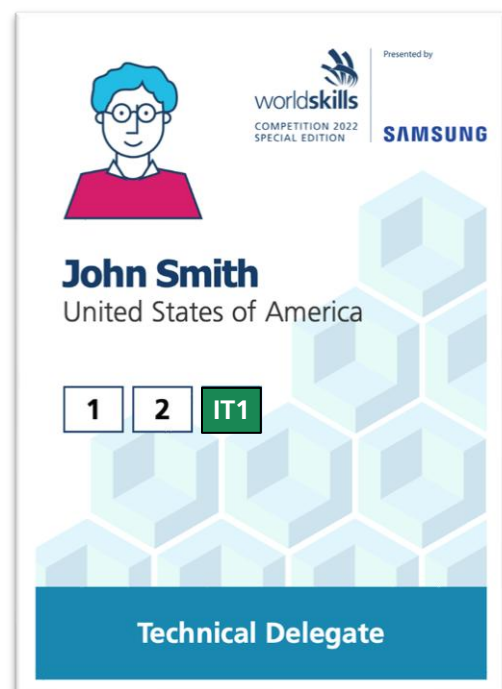 Presented by
worldskills
COMPETITION 2022
SPECIAL EDITION
SAMSUNG
John Smith
United States of America
1 2 IT1
Technical Delegate